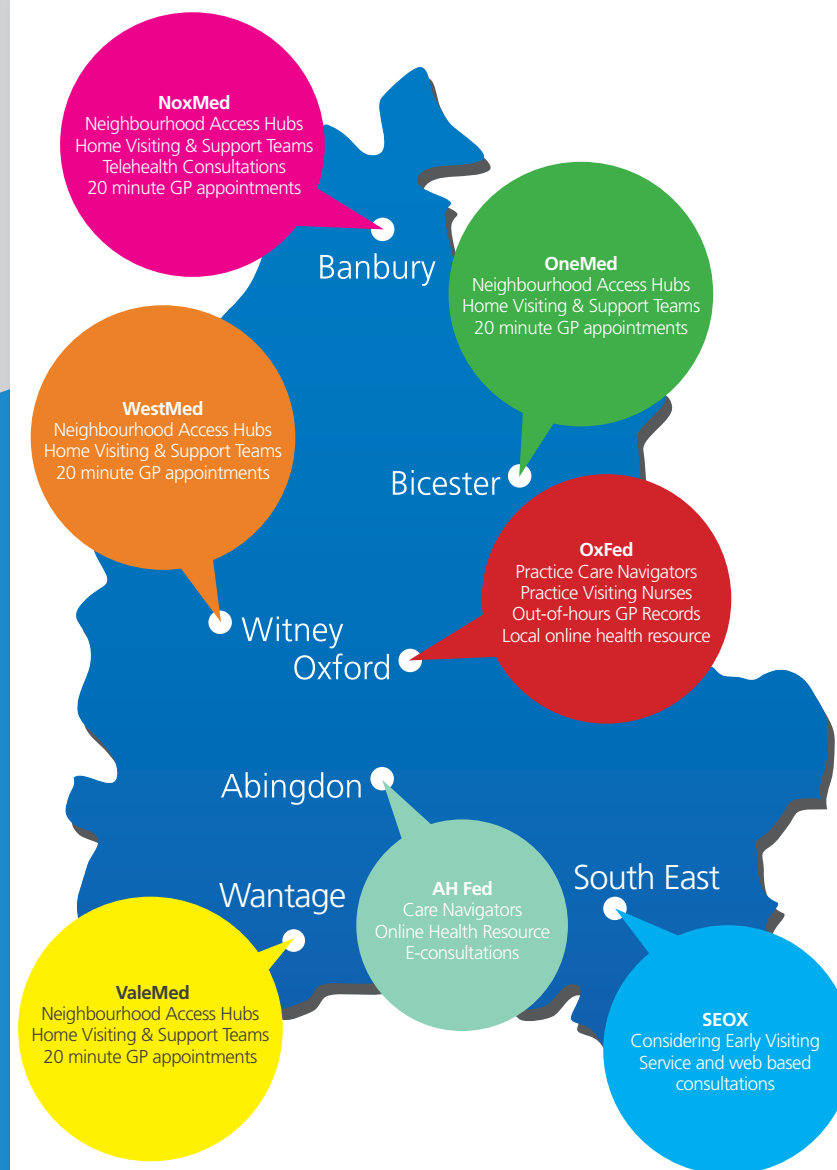 NoxMed
Neighbourhood Access Hubs
Home Visiting & Support Teams
Telehealth Consultations
20 minute GP appointments
Banbury
OneMed
Neighbourhood Access Hubs
Home Visiting & Support Teams
20 minute GP appointments
WestMed
Neighbourhood Access Hubs
Home Visiting & Support Teams
20 minute GP appointments
Bicester
OxFed
Practice Care Navigators
Practice Visiting Nurses
Out-of-hours GP Records
Local online health resource
Witney
Oxford
Abingdon
Wantage
AH Fed
Care Navigators
Online Health Resource
E-consultations
South East
ValeMed
Neighbourhood Access Hubs
Home Visiting & Support Teams
20 minute GP appointments
SEOX
Considering Early Visiting
Service and web based
consultations